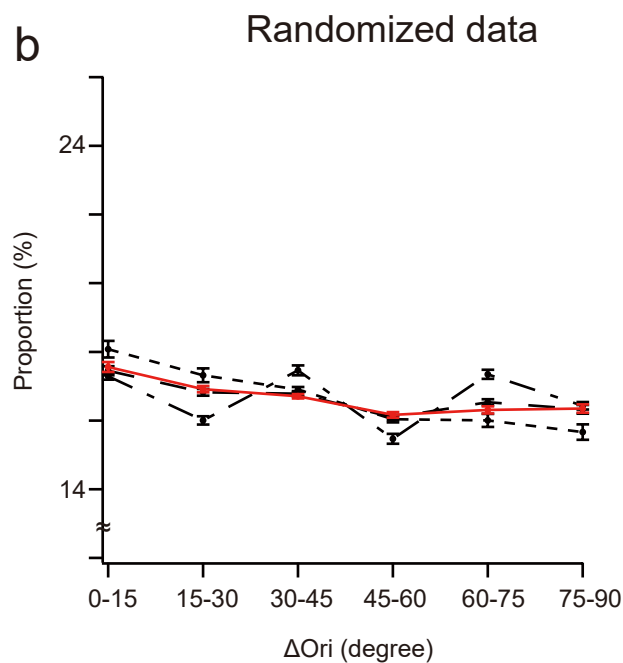 b
Randomized data
24
14
Proportion (%)
0-15 15-30 30-45 45-60 60-75 75-90
ΔOri (degree)